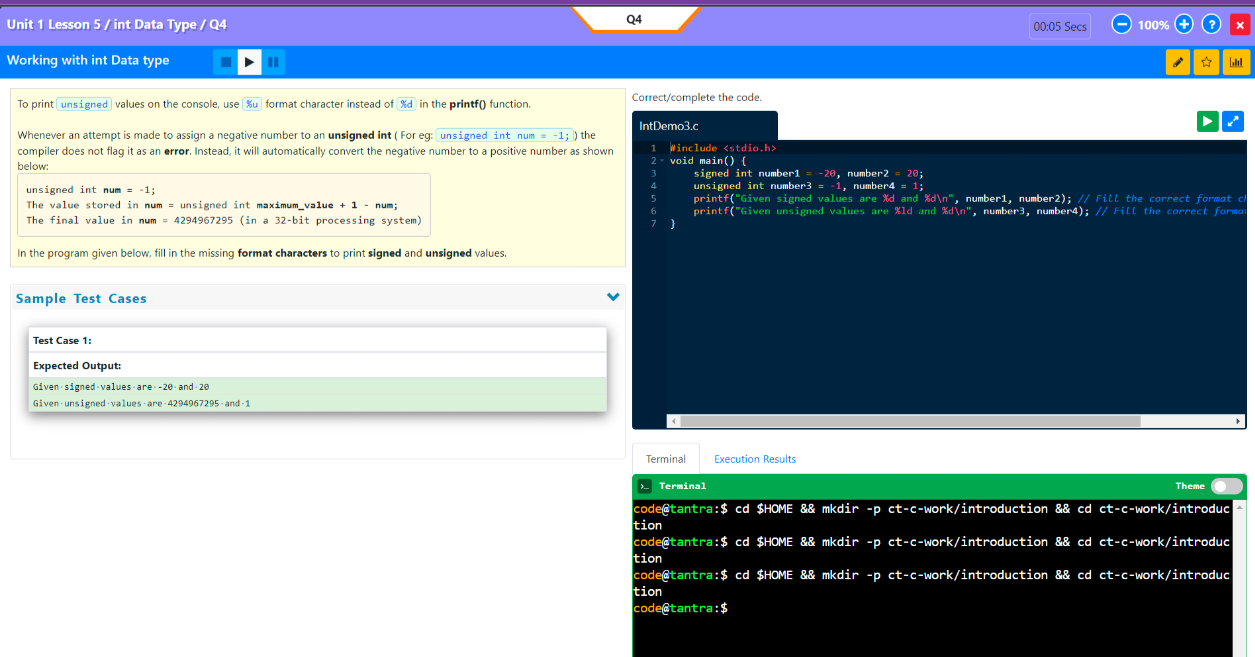 Unit 1 Lesson 5 / int Data Type / Q4
Q4
00:05 Secs
100%
?
×
Working with int Data type
To print unsigned values on the console, use %u format character instead of %d in the printf() function.
Whenever an attempt is made to assign a negative number to an unsigned int ( For eg: unsigned int num = -1; ) the
compiler does not flag it as an error. Instead, it will automatically convert the negative number to a positive number as shown
below:
unsigned int num = -1;
The value stored in num = unsigned int maximum_value + 1 - num;
The final value in num = 4294967295 (in a 32-bit processing system)
In the program given below, fill in the missing format characters to print signed and unsigned values.
Sample Test Cases
Test Case 1:
Expected Output:
Given·signed·values·are·-20·and·20
Given·unsigned·values·are·4294967295·and·1
Correct/complete the code.
IntDemo3.c
1 #include <stdio.h>
2 void main() {
3 signed int number1 = -20, number2 = 20;
4 unsigned int number3 = -1, number4 = 1;
5 printf("Given signed values are %d and %d\n", number1, number2); // Fill the correct format ch
6 printf("Given unsigned values are %ld and %d\n", number3, number4); // Fill the correct forma
7 }
Terminal
Execution Results
>_ Terminal
Theme
code@tantra:$ cd $HOME && mkdir -p ct-c-work/introduction && cd ct-c-work/introduc
tion
code@tantra:$ cd $HOME && mkdir -p ct-c-work/introduction && cd ct-c-work/introduc
tion
code@tantra:$ cd $HOME && mkdir -p ct-c-work/introduction && cd ct-c-work/introduc
tion
code@tantra:$